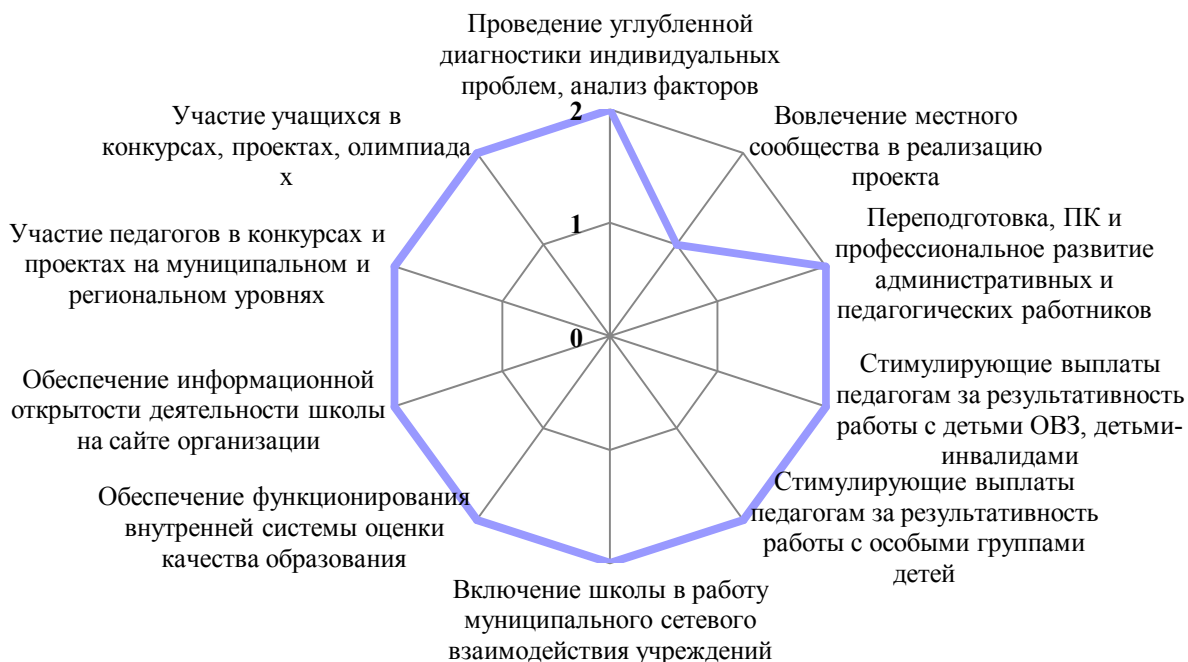 Проведение углубленной
диагностики индивидуальных
проблем, анализ факторов
Вовлечение местного
сообщества в реализацию
проекта
Переподготовка, ПК и
профессиональное развитие
административных и
педагогических работников
Стимулирующие выплаты
педагогам за результативность
работы с детьми ОВЗ, детьми-
инвалидами
Стимулирующие выплаты
педагогам за результативность
работы с особыми группами
детей
Включение школы в работу
муниципального сетевого
взаимодействия учреждений
Обеспечение функционирования
внутренней системы оценки
качества образования
Обеспечение информационной
открытости деятельности школы
на сайте организации
Участие педагогов в конкурсах и
проектах на муниципальном и
региональном уровнях
Участие учащихся в
конкурсах, проектах, олимпиада
х
2
1
0